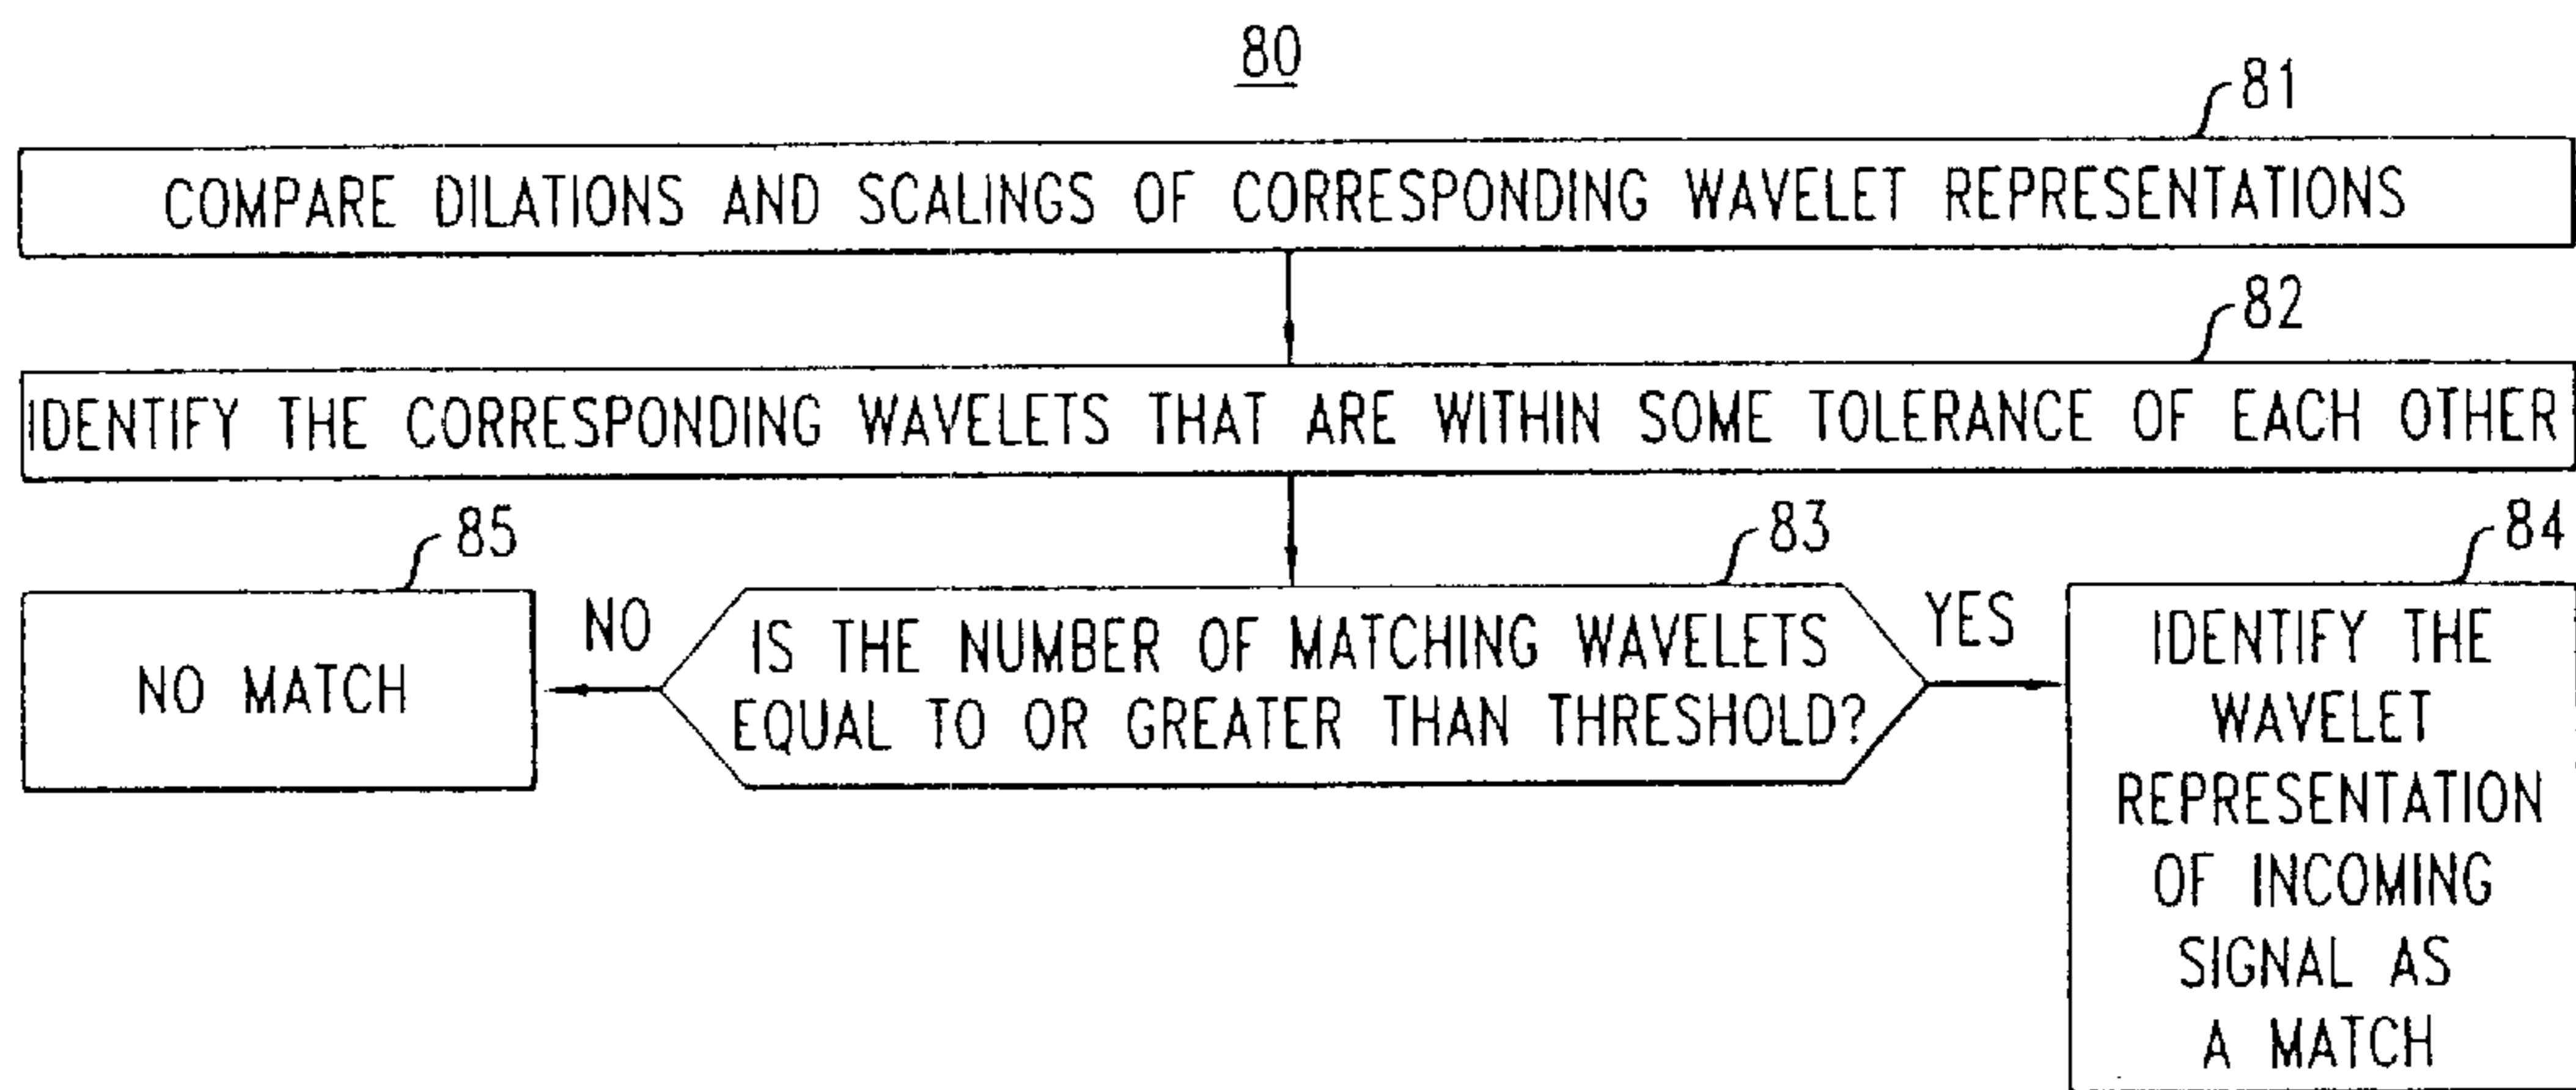 80
81
COMPARE DILATIONS AND SCALINGS OF CORRESPONDING WAVELET REPRESENTATIONS
82
IDENTIFY THE CORRESPONDING WAVELETS THAT ARE WITHIN SOME TOLERANCE OF EACH OTHER
85
NO MATCH
NO
83
IS THE NUMBER OF MATCHING WAVELETS
EQUAL TO OR GREATER THAN THRESHOLD?
YES
84
IDENTIFY THE
WAVELET
REPRESENTATION
OF INCOMING
SIGNAL AS
A MATCH